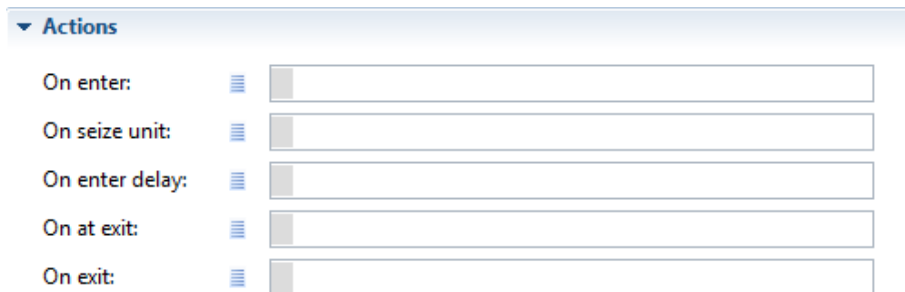 Actions
On enter:
On seize unit:
On enter delay:
On at exit:
On exit: